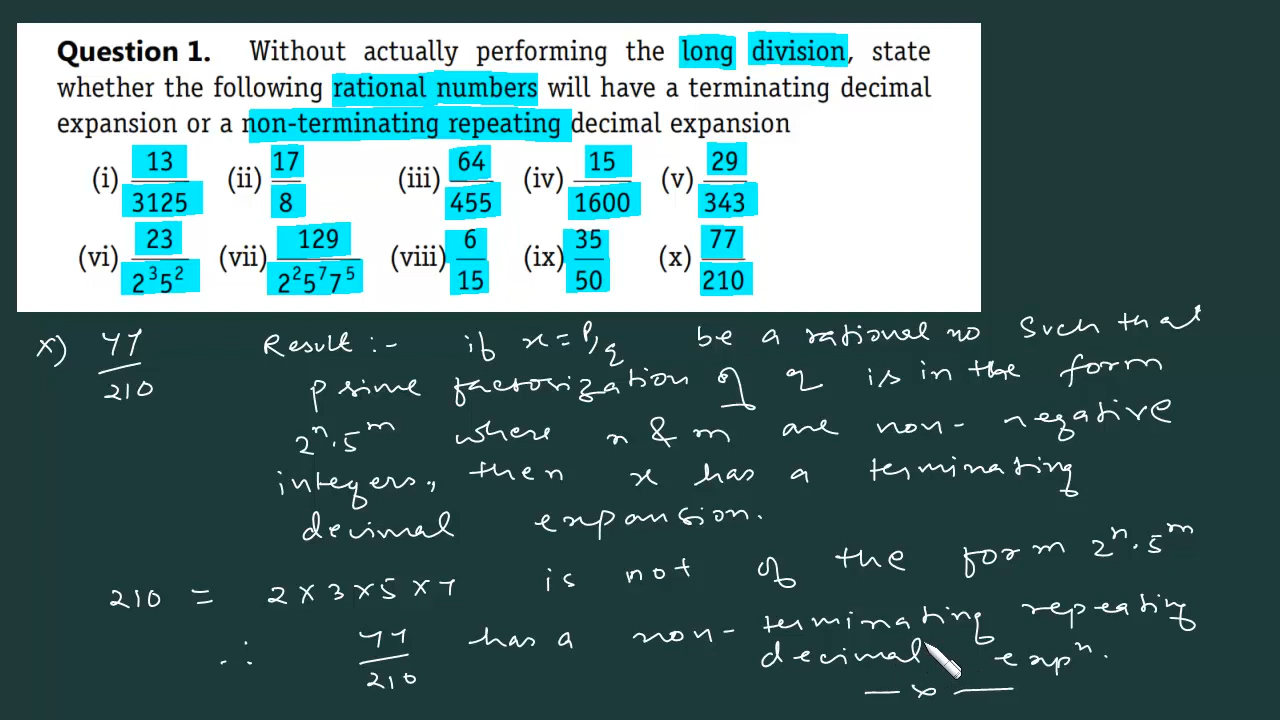 Question 1. Without actually performing the long division, state
whether the following rational numbers will have a terminating decimal
expansion or a non-terminating repeating decimal expansion
(i) 13/3125 (ii) 17/8 (iii) 64/455 (iv) 15/1600 (v) 29/343
(vi) 23/2³5² (vii) 129/2²5⁷7⁵ (viii) 6/15 (ix) 35/50 (x) 77/210
x) 77/210 Result :- if x = p/q be a rational no such that
prime factorization of q is in the form
2ⁿ.5ᵐ where n & m are non-negative
integers, then x has a terminating
decimal expansion.
210 = 2 × 3 × 5 × 7 is not of the form 2ⁿ.5ᵐ
∴ 77/210 has a non-terminating repeating
decimal expⁿ.
— x —